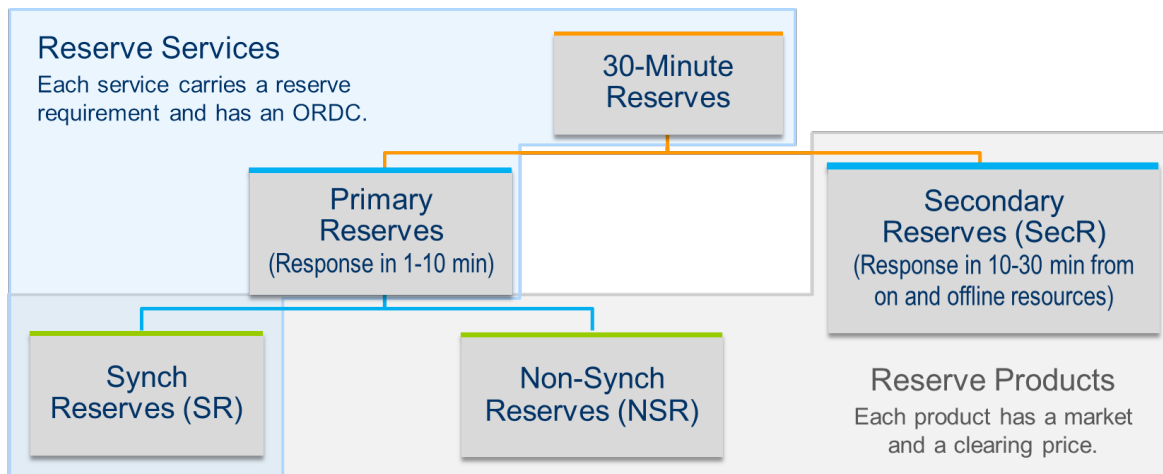 Reserve Services
Each service carries a reserve
requirement and has an ORDC.
30-Minute
Reserves
Primary
Reserves
(Response in 1-10 min)
Secondary
Reserves (SecR)
(Response in 10-30 min from
on and offline resources)
Synch
Reserves (SR)
Non-Synch
Reserves (NSR)
Reserve Products
Each product has a market
and a clearing price.